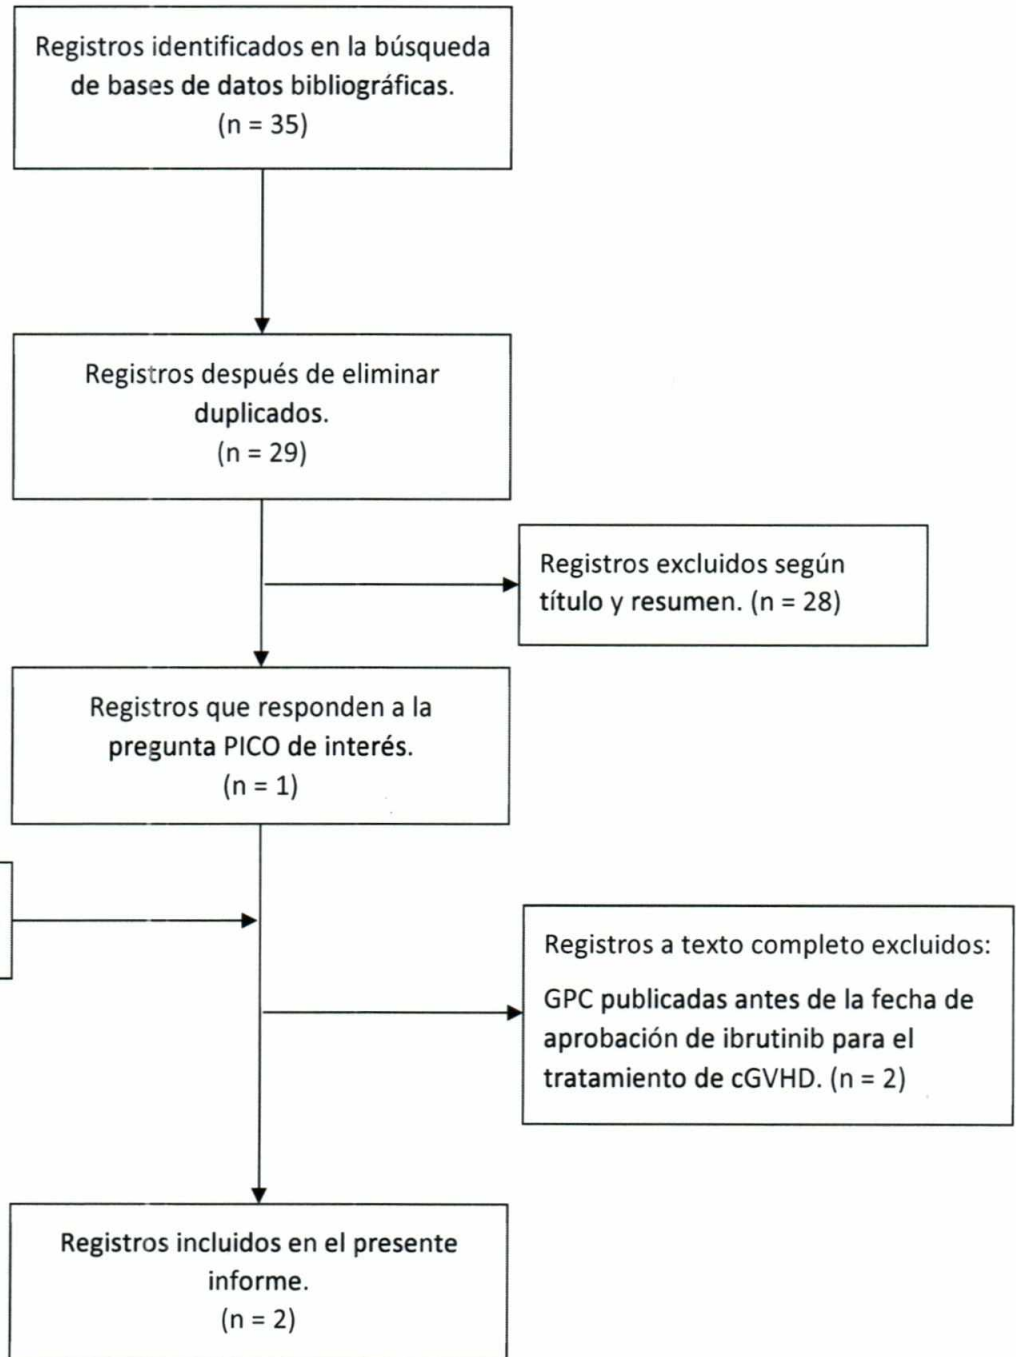 Registros identificados en la búsqueda
de bases de datos bibliográficas.
(n = 35)
Registros después de eliminar
duplicados.
(n = 29)
Registros excluidos según
título y resumen. (n = 28)
Registros que responden a la
pregunta PICO de interés.
(n = 1)
Registros a texto completo excluidos:
GPC publicadas antes de la fecha de
aprobación de ibrutinib para el
tratamiento de cGVHD. (n = 2)
Registros incluidos en el presente
informe.
(n = 2)